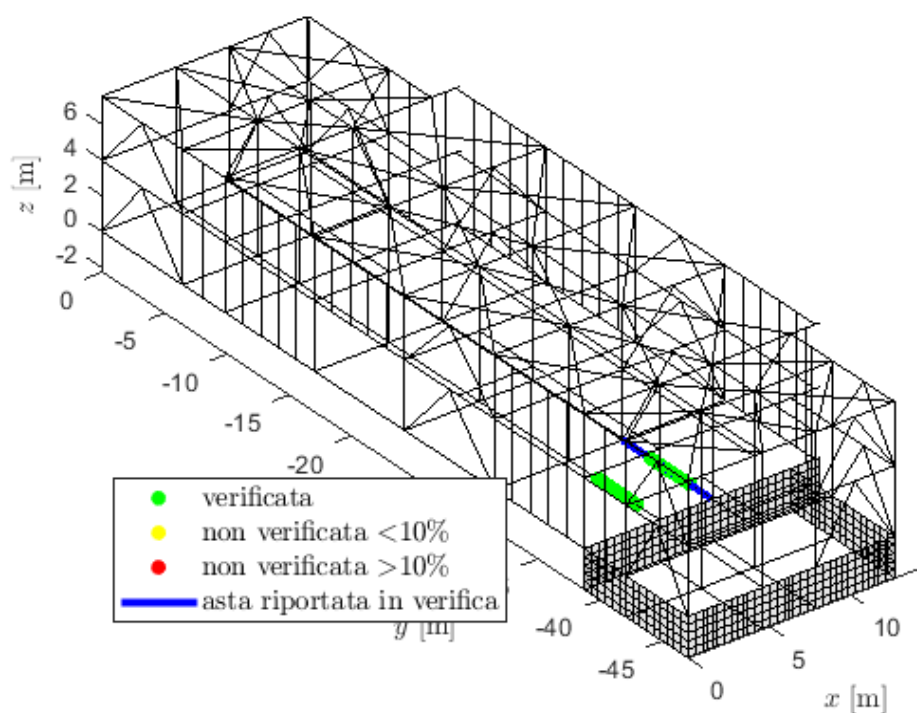 6
4
2
0
-2
z [m]
0
-5
-10
-15
-20
-40
-45
y [m]
0
5
10
x [m]
verificata
non verificata <10%
non verificata >10%
asta riportata in verifica